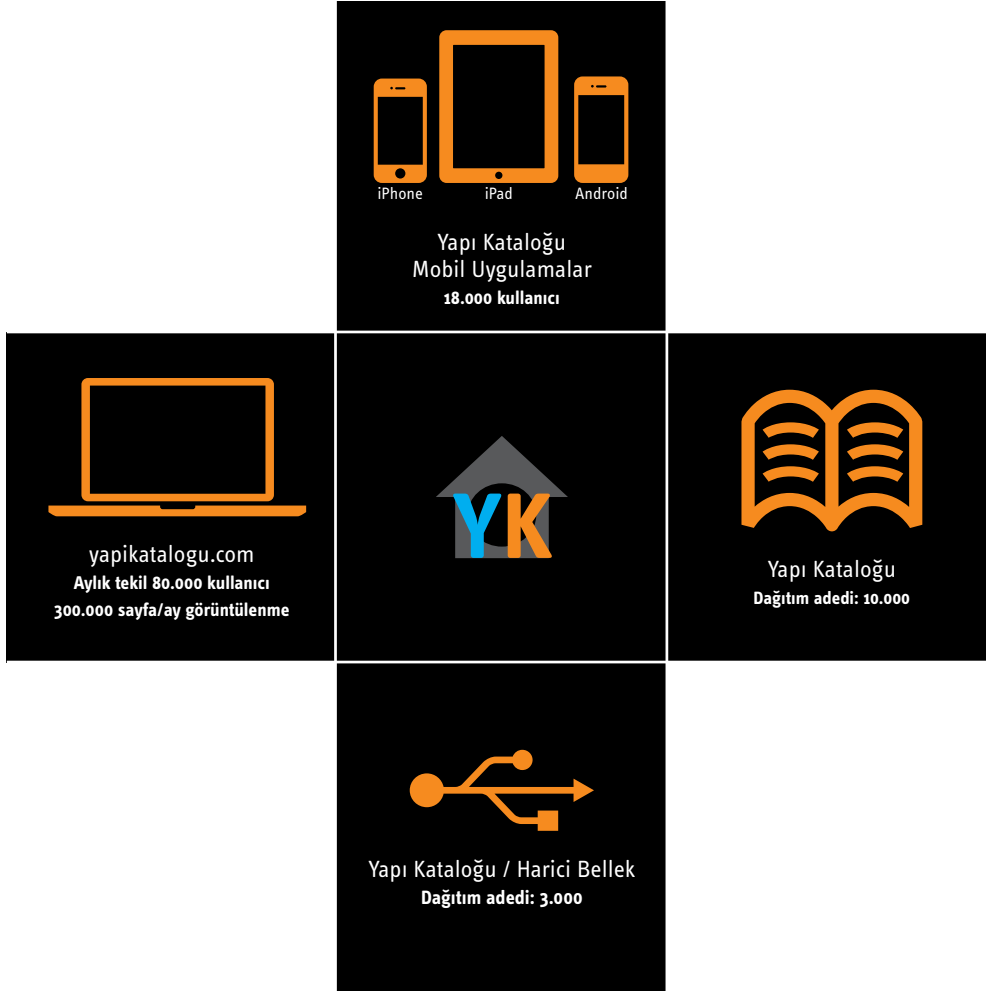 iPhone iPad Android
Yapı Kataloğu
Mobil Uygulamalar
18.000 kullanıcı
yapikatalogu.com
Aylık tekil 80.000 kullanıcı
300.000 sayfa/ay görüntülenme
YK
Yapı Kataloğu
Dağıtım adedi: 10.000
Yapı Kataloğu / Harici Bellek
Dağıtım adedi: 3.000